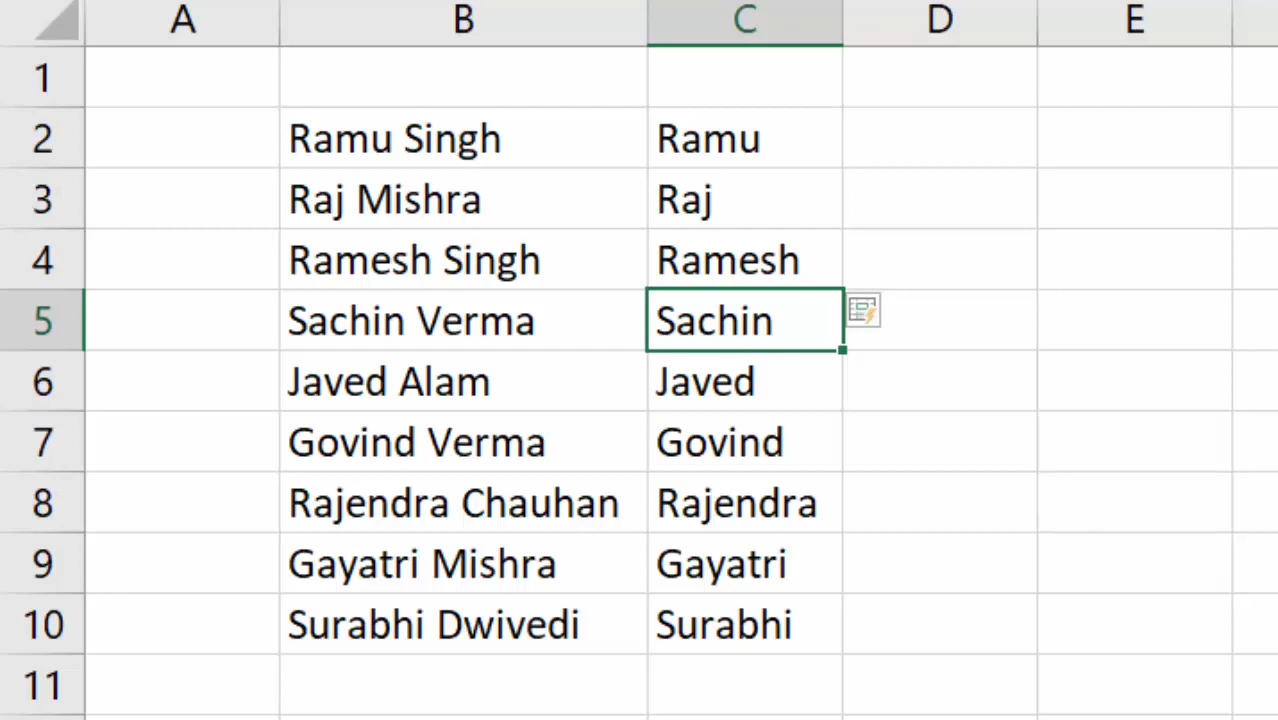 A B C D E
1
2 Ramu Singh Ramu
3 Raj Mishra Raj
4 Ramesh Singh Ramesh
5 Sachin Verma Sachin
6 Javed Alam Javed
7 Govind Verma Govind
8 Rajendra Chauhan Rajendra
9 Gayatri Mishra Gayatri
10 Surabhi Dwivedi Surabhi
11